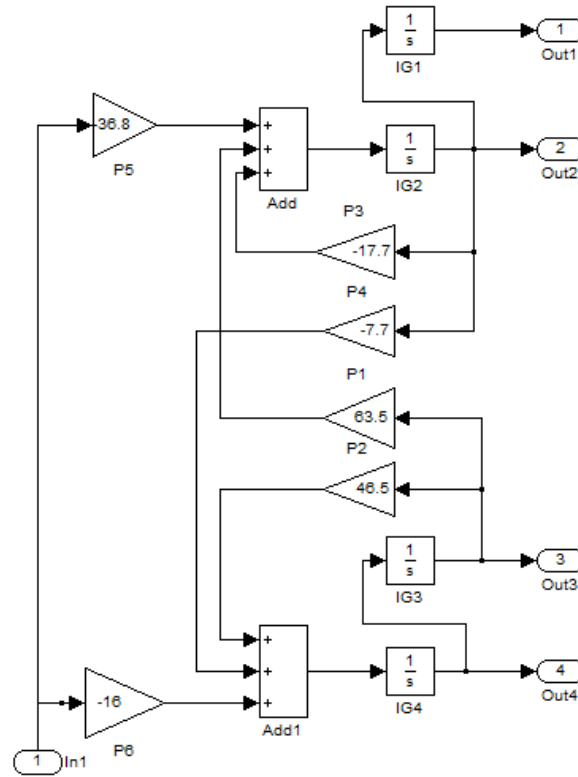 1
s
IG1
1
Out1
36.8
P5
+
+
+
Add
1
s
IG2
2
Out2
P3
-17.7
P4
-7.7
P1
63.5
P2
46.5
1
s
IG3
3
Out3
+
+
+
Add1
1
s
IG4
4
Out4
-16
P6
1
In1